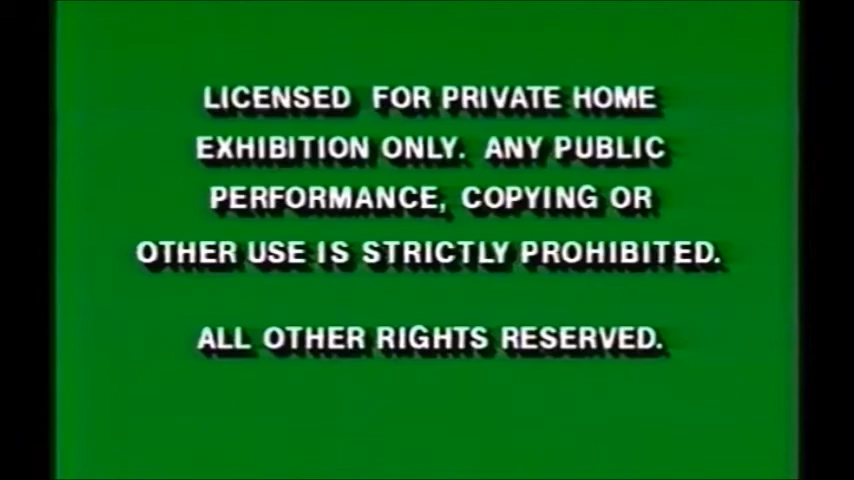 LICENSED FOR PRIVATE HOME
EXHIBITION ONLY. ANY PUBLIC
PERFORMANCE, COPYING OR
OTHER USE IS STRICTLY PROHIBITED.
ALL OTHER RIGHTS RESERVED.